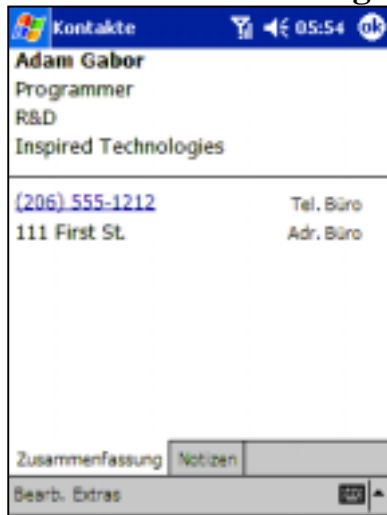 Kontakte 05:54 ok
Adam Gabor
Programmer
R&D
Inspired Technologies
(206) 555-1212 Tel. Büro
111 First St. Adr. Büro
Zusammenfassung Notizen
Bearb. Extras